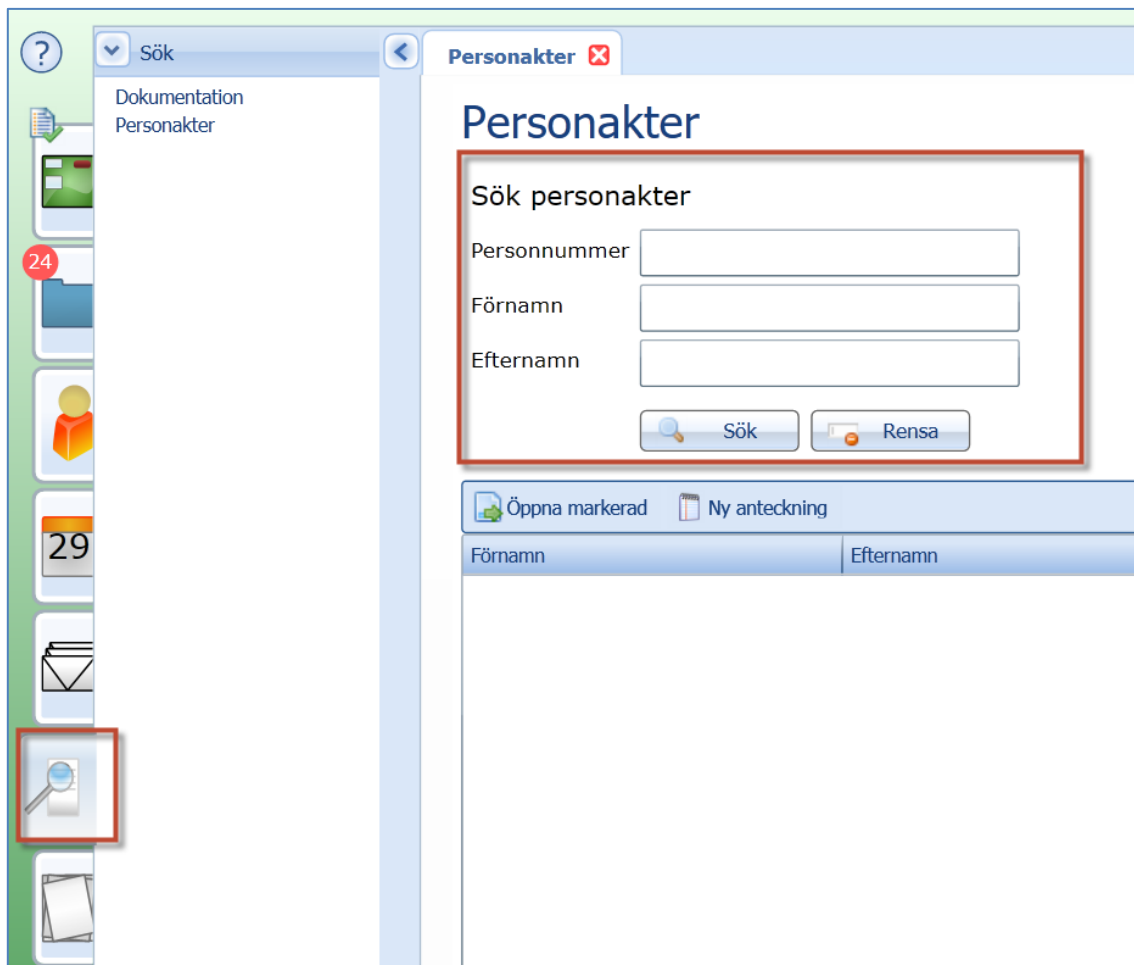 ?
Sök
Dokumentation
Personakter
24
29
Personakter
Personakter
Sök personakter
Personnummer
Förnamn
Efternamn
Sök Rensa
Öppna markerad Ny anteckning
Förnamn Efternamn